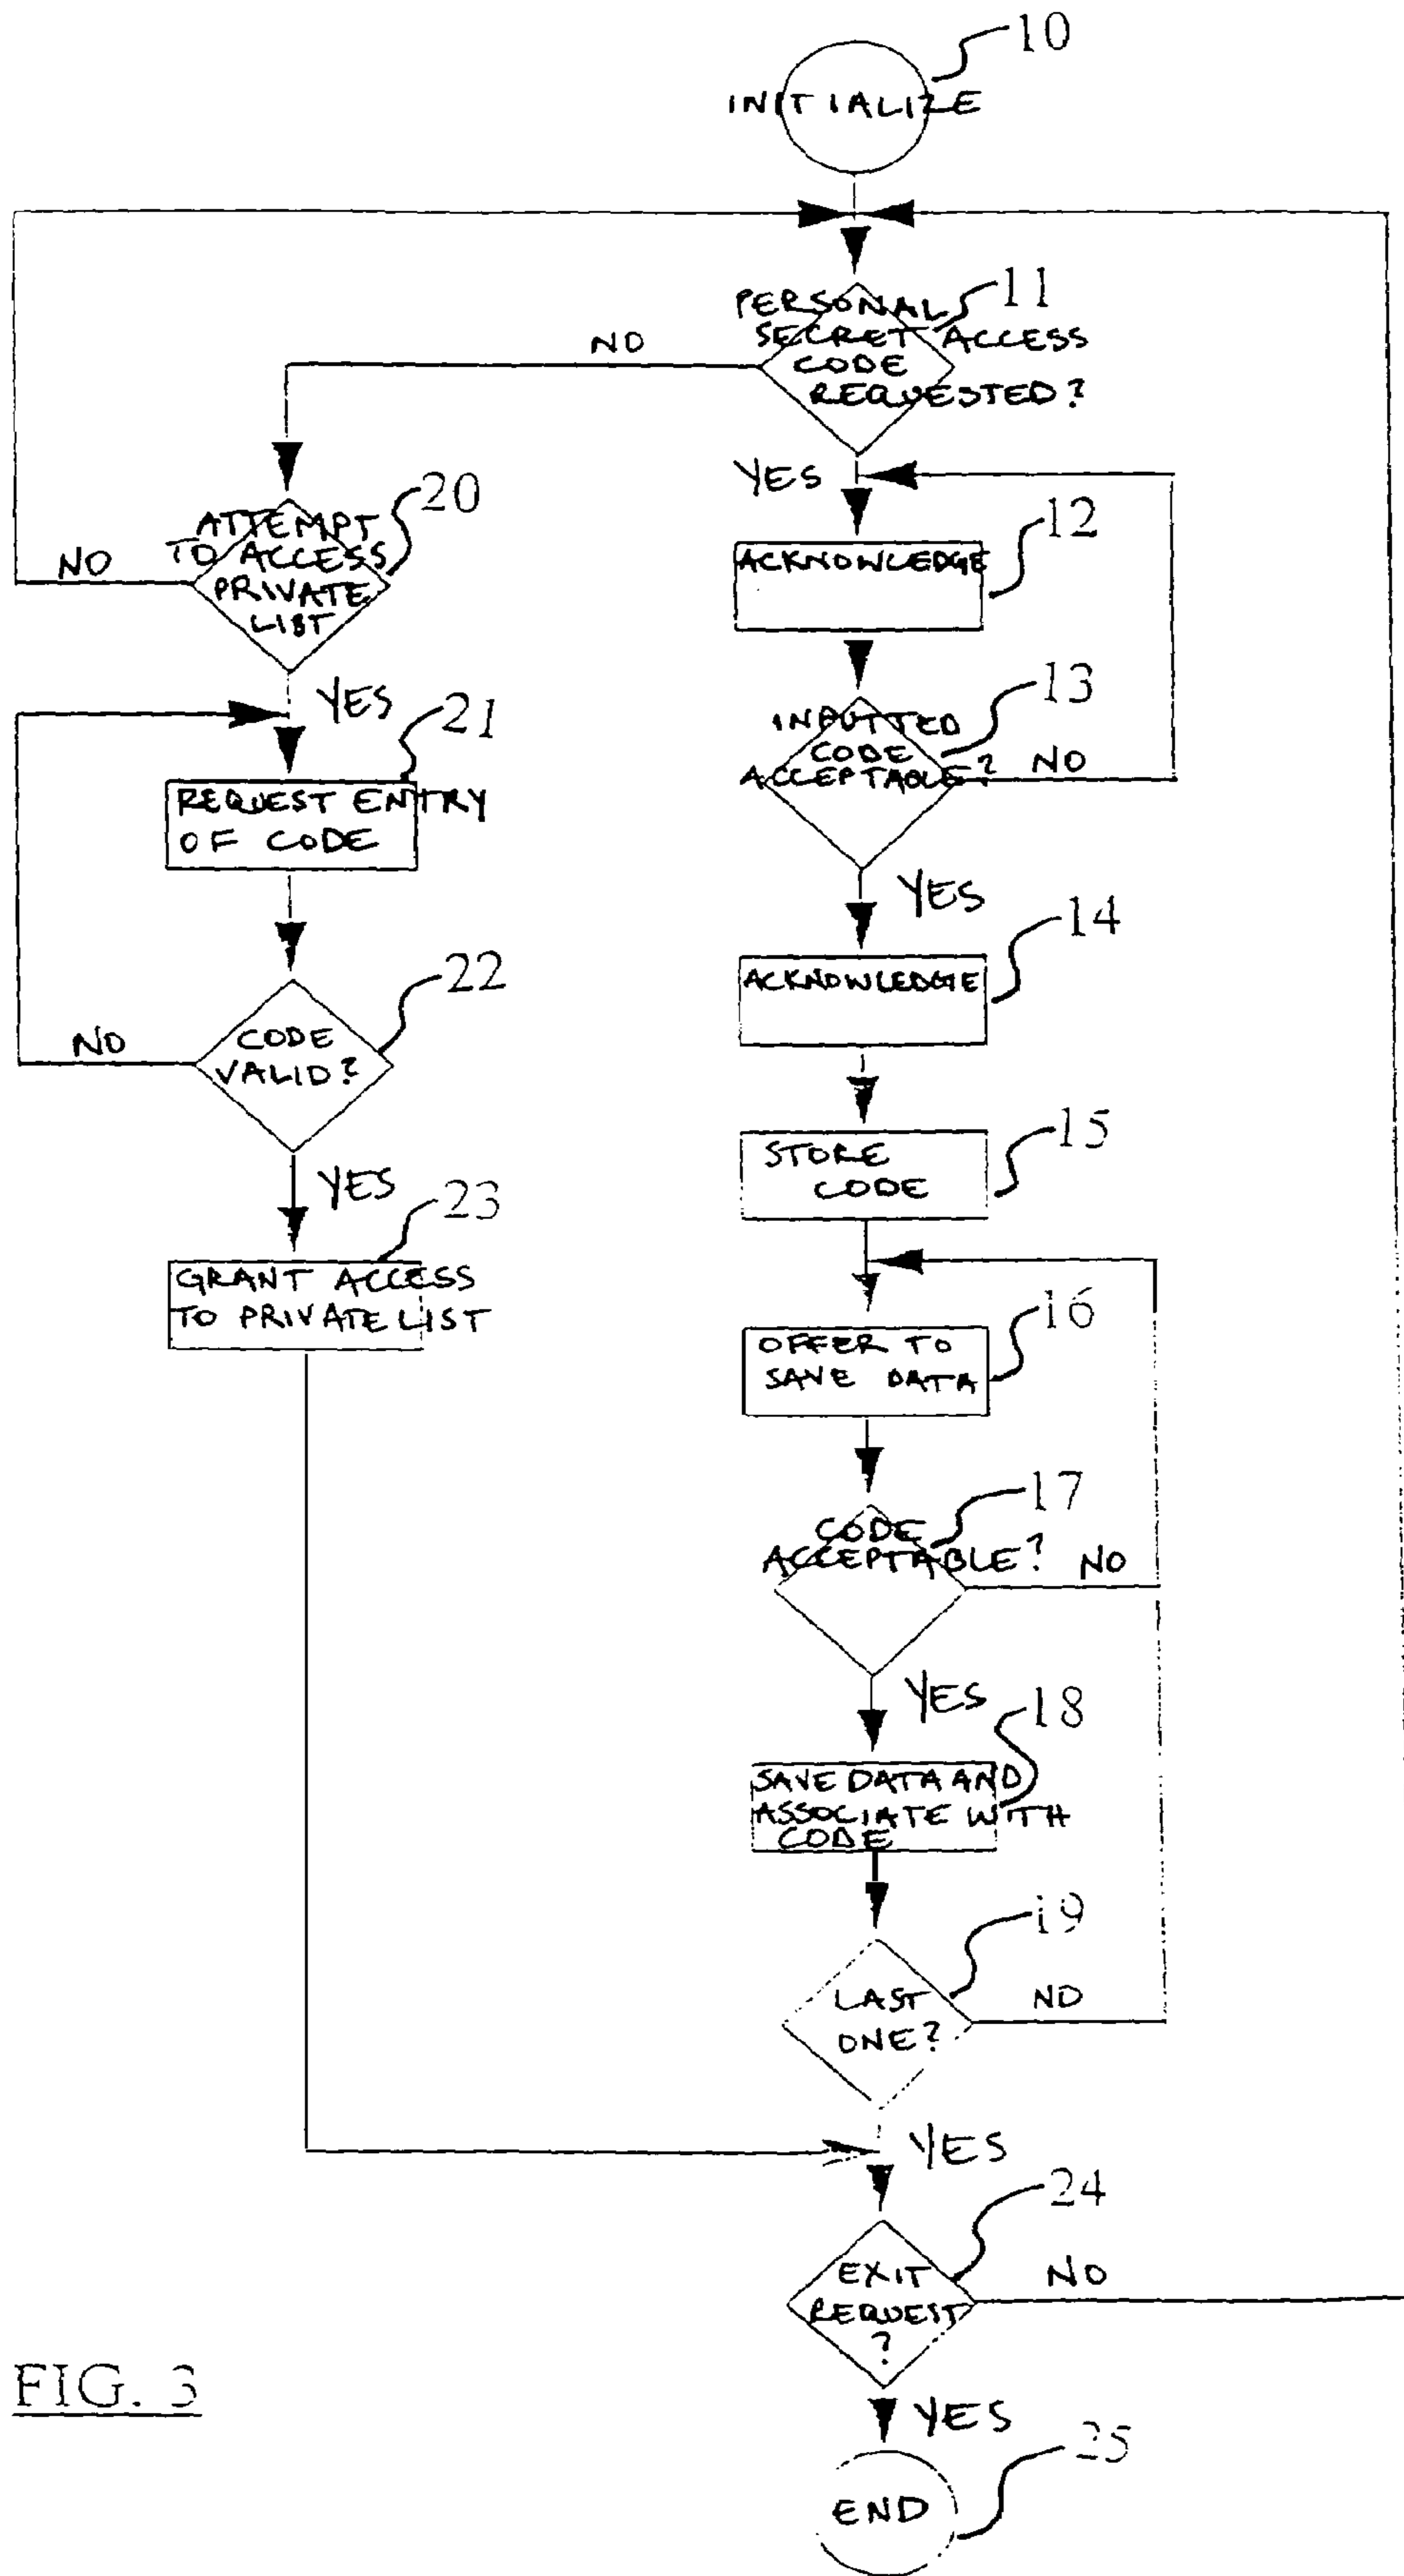 10
INITIALIZE
PERSONAL
11
SECRET ACCESS
CODE
REQUESTED?
NO
YES
ATTEMPT
TO ACCESS
PRIVATE
LIST
20
NO
12
ACKNOWLEDGE
YES
21
13
INPUTTED
CODE
ACCEPTABLE?
NO
REQUEST ENTRY
OF CODE
YES
14
ACKNOWLEDGE
22
CODE
VALID?
NO
15
STORE
CODE
YES
23
GRANT ACCESS
TO PRIVATE LIST
16
OFFER TO
SAVE DATA
17
CODE
ACCEPTABLE?
NO
YES
18
SAVE DATA AND
ASSOCIATE WITH
CODE
19
LAST
ONE?
NO
YES
24
EXIT
REQUEST
?
NO
FIG. 3
YES
25
END